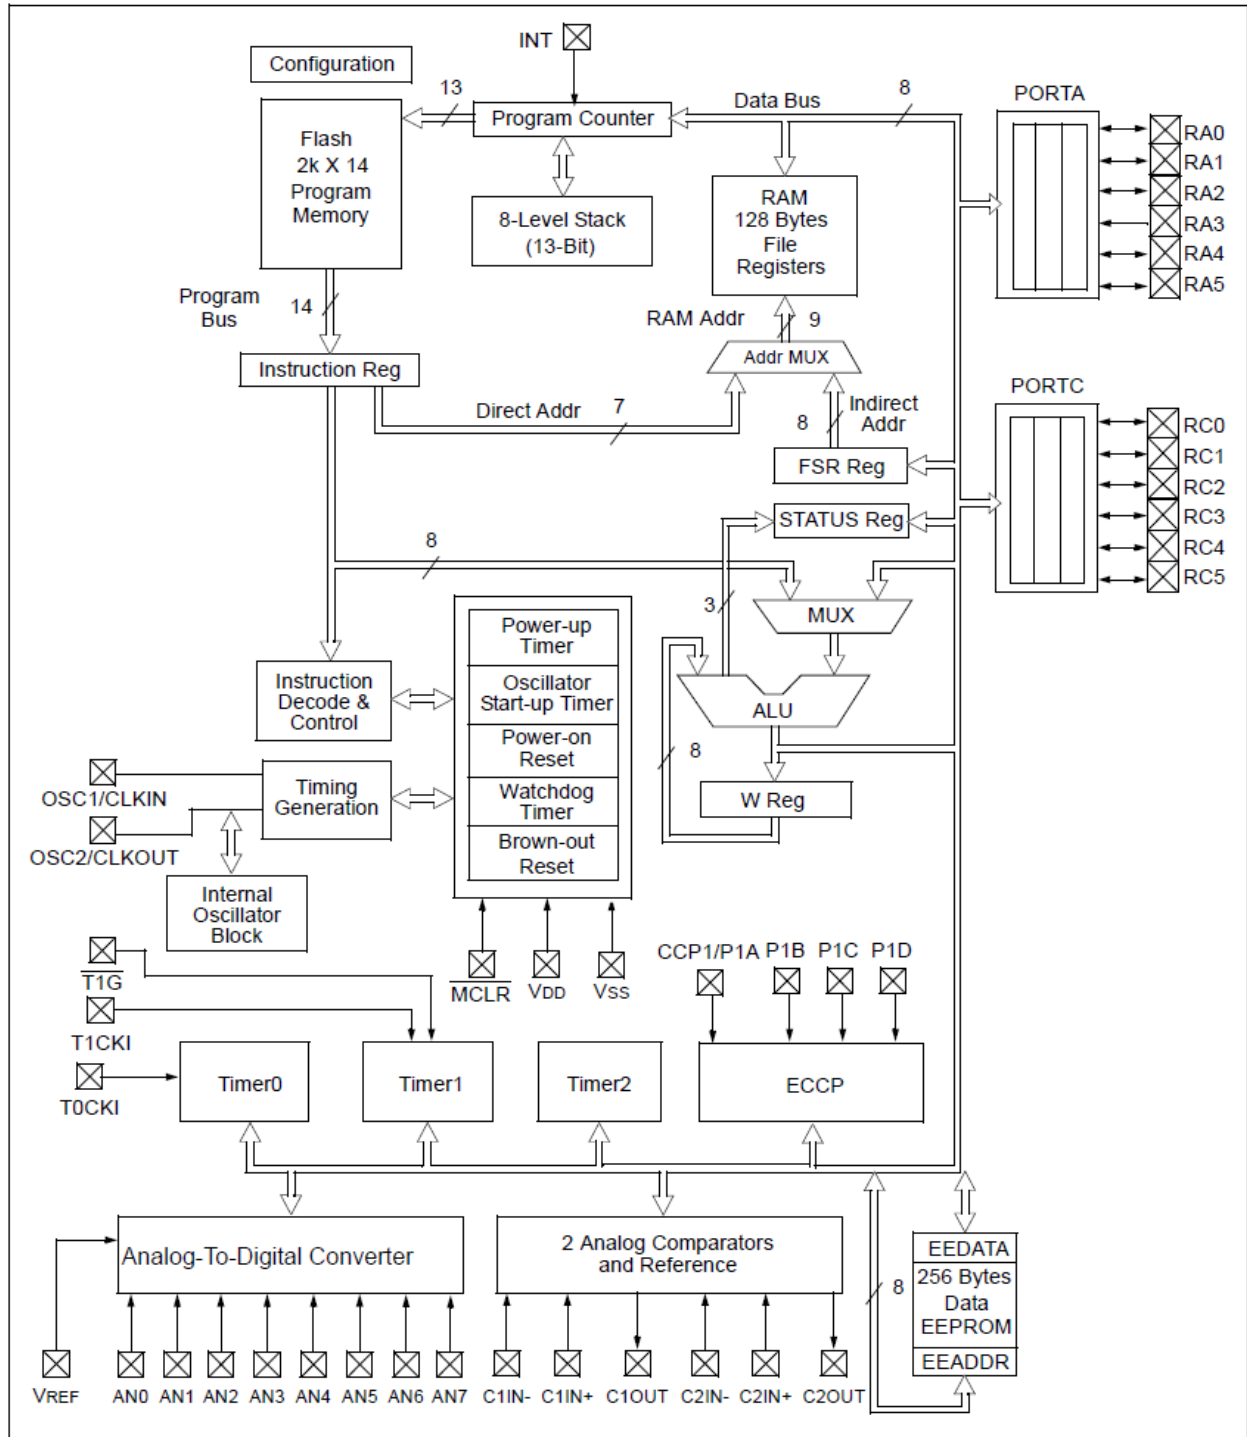 INT
Configuration
13
Data Bus
8
PORTA
Program Counter
Flash
2k X 14
Program
Memory
RA0
RA1
RA2
RA3
RA4
RA5
8-Level Stack
(13-Bit)
RAM
128 Bytes
File
Registers
Program
Bus
14
RAM Addr
9
Addr MUX
Instruction Reg
Direct Addr
7
8
Indirect
Addr
PORTC
FSR Reg
RC0
RC1
RC2
RC3
RC4
RC5
STATUS Reg
8
3
MUX
Power-up
Timer
Oscillator
Start-up Timer
Power-on
Reset
Watchdog
Timer
Brown-out
Reset
Instruction
Decode &
Control
ALU
8
W Reg
OSC1/CLKIN
Timing
Generation
OSC2/CLKOUT
Internal
Oscillator
Block
T1G
MCLR
VDD
VSS
CCP1/P1A
P1B
P1C
P1D
T1CKI
T0CKI
Timer0
Timer1
Timer2
ECCP
Analog-To-Digital Converter
2 Analog Comparators
and Reference
8
EEDATA
256 Bytes
Data
EEPROM
EEADDR
VREF
AN0
AN1
AN2
AN3
AN4
AN5
AN6
AN7
C1IN-
C1IN+
C1OUT
C2IN-
C2IN+
C2OUT